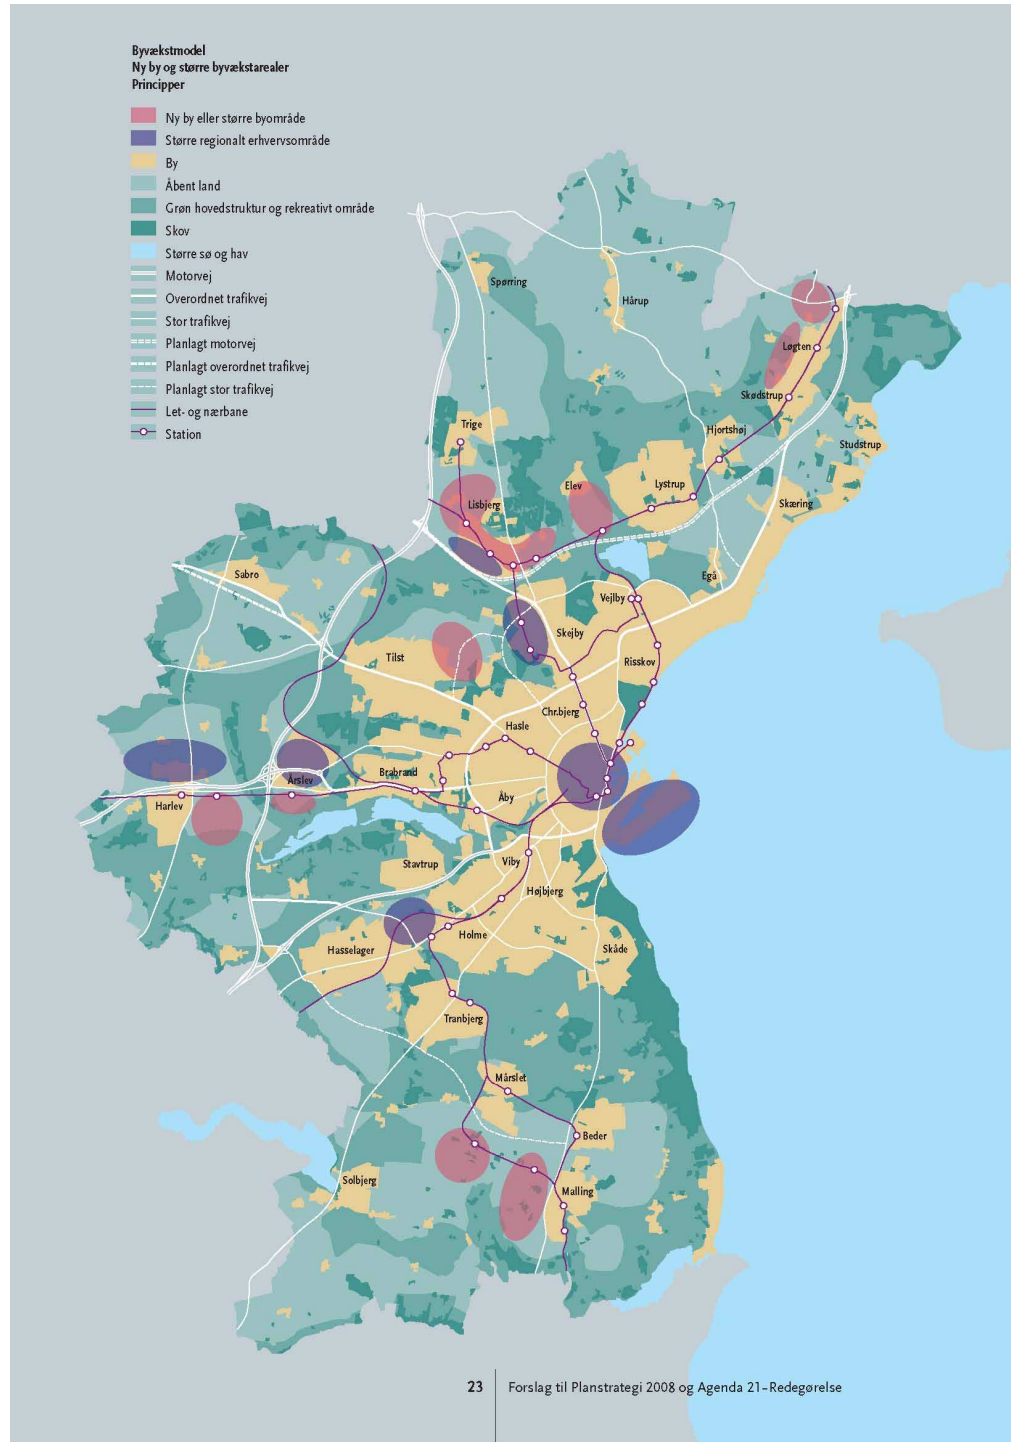 Byvækstmodel
Ny by og større byvækstarealer
Principper
Ny by eller større byområde
Større regionalt erhvervsområde
By
Åbent land
Grøn hovedstruktur og rekreativt område
Skov
Større sø og hav
Motorvej
Overordnet trafikvej
Stor trafikvej
Planlagt motorvej
Planlagt overordnet trafikvej
Planlagt stor trafikvej
Let- og nærbane
Station
Spørring
Hårup
Løgten
Skødstrup
Trige
Hjortshøj
Studstrup
Elev
Lystrup
Lisbjerg
Skæring
Sabro
Egå
Vejlby
Skejby
Tilst
Risskov
Chr.bjerg
Hasle
Brabrand
Årslev
Harlev
Åby
Stavtrup
Viby
Højbjerg
Holme
Hasselager
Skåde
Tranbjerg
Mårslet
Beder
Solbjerg
Malling
23
Forslag til Planstrategi 2008 og Agenda 21-Redegørelse